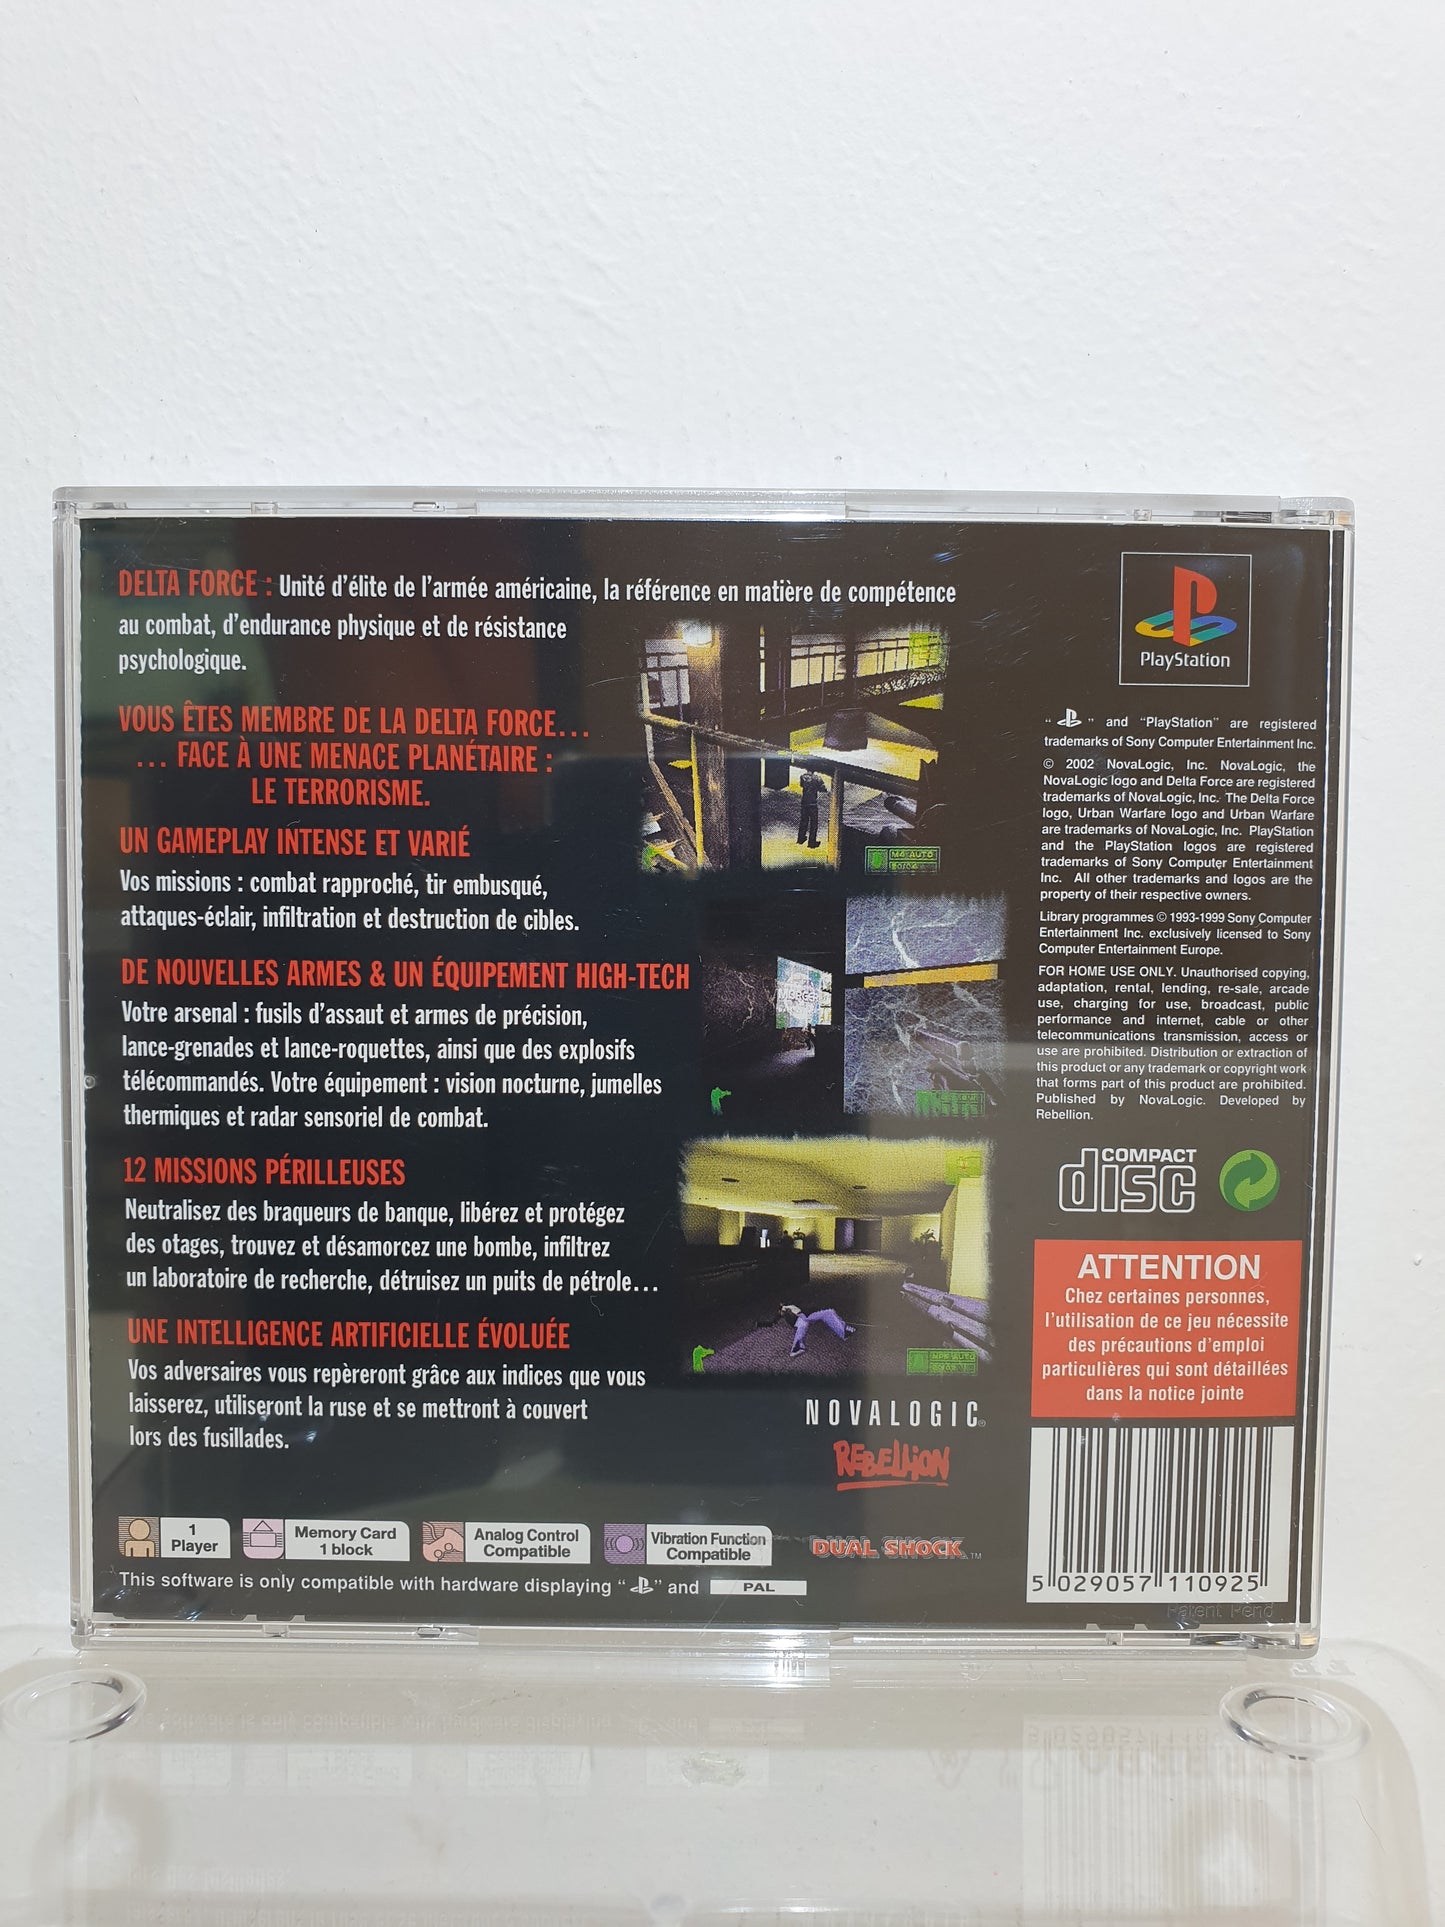 DELTA FORCE : Unité d'élite de l'armée américaine, la référence en matière de compétence
au combat, d'endurance physique et de résistance
psychologique.
VOUS ÊTES MEMBRE DE LA DELTA FORCE...
... FACE À UNE MENACE PLANÉTAIRE :
LE TERRORISME.
UN GAMEPLAY INTENSE ET VARIÉ
Vos missions : combat rapproché, tir embusqué,
attaques-éclair, infiltration et destruction de cibles.
DE NOUVELLES ARMES & UN ÉQUIPEMENT HIGH-TECH
Votre arsenal : fusils d'assaut et armes de précision,
lance-grenades et lance-roquettes, ainsi que des explosifs
télécommandés. Votre équipement : vision nocturne, jumelles
thermiques et radar sensoriel de combat.
12 MISSIONS PÉRILLEUSES
Neutralisez des braqueurs de banque, libérez et protégez
des otages, trouvez et désamorcez une bombe, infiltrez
un laboratoire de recherche, détruisez un puits de pétrole...
UNE INTELLIGENCE ARTIFICIELLE ÉVOLUÉE
Vos adversaires vous repèreront grâce aux indices que vous
laisserez, utiliseront la ruse et se mettront à couvert
lors des fusillades.
M4 AUTO
NOVALOGIC®
REBELLION
1
Player
Memory Card
1 block
Analog Control
Compatible
Vibration Function
Compatible
DUAL SHOCK™
This software is only compatible with hardware displaying " " and PAL
PlayStation
" " and "PlayStation" are registered
trademarks of Sony Computer Entertainment Inc.
© 2002 NovaLogic, Inc. NovaLogic, the
NovaLogic logo and Delta Force are registered
trademarks of NovaLogic, Inc. The Delta Force
logo, Urban Warfare logo and Urban Warfare
are trademarks of NovaLogic, Inc. PlayStation
and the PlayStation logos are registered
trademarks of Sony Computer Entertainment
Inc. All other trademarks and logos are the
property of their respective owners.
Library programmes © 1993-1999 Sony Computer
Entertainment Inc. exclusively licensed to Sony
Computer Entertainment Europe.
FOR HOME USE ONLY. Unauthorised copying,
adaptation, rental, lending, re-sale, arcade
use, charging for use, broadcast, public
performance and internet, cable or other
telecommunications transmission, access or
use are prohibited. Distribution or extraction of
this product or any trademark or copyright work
that forms part of this product are prohibited.
Published by NovaLogic. Developed by
Rebellion.
COMPACT
disc
ATTENTION
Chez certaines personnes,
l'utilisation de ce jeu nécessite
des précautions d'emploi
particulières qui sont détaillées
dans la notice jointe
5 029057 110925
Patent Pend